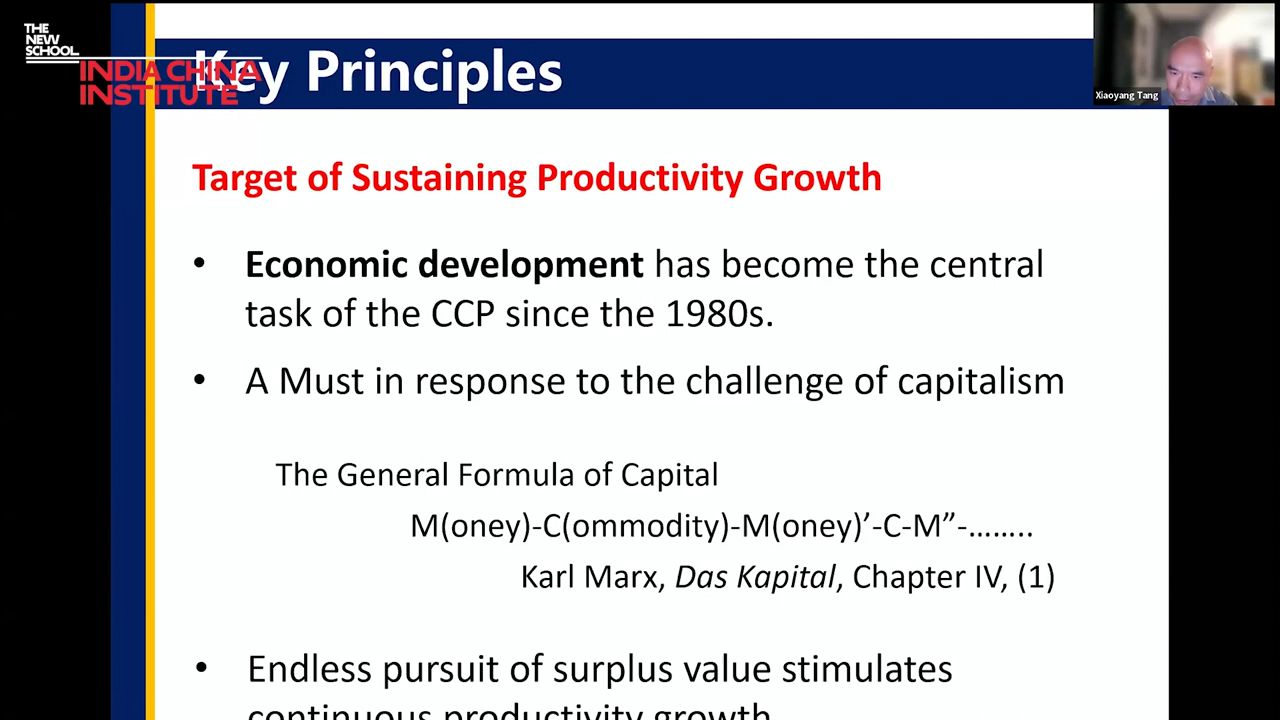 THE
NEW
SCHOOL
INDIA CHINA
INSTITUTE
Key Principles
Xiaoyang Tang
Target of Sustaining Productivity Growth
• Economic development has become the central
task of the CCP since the 1980s.
• A Must in response to the challenge of capitalism
The General Formula of Capital
M(oney)-C(ommodity)-M(oney)’-C-M”-……..
Karl Marx, Das Kapital, Chapter IV, (1)
• Endless pursuit of surplus value stimulates
continuous productivity growth